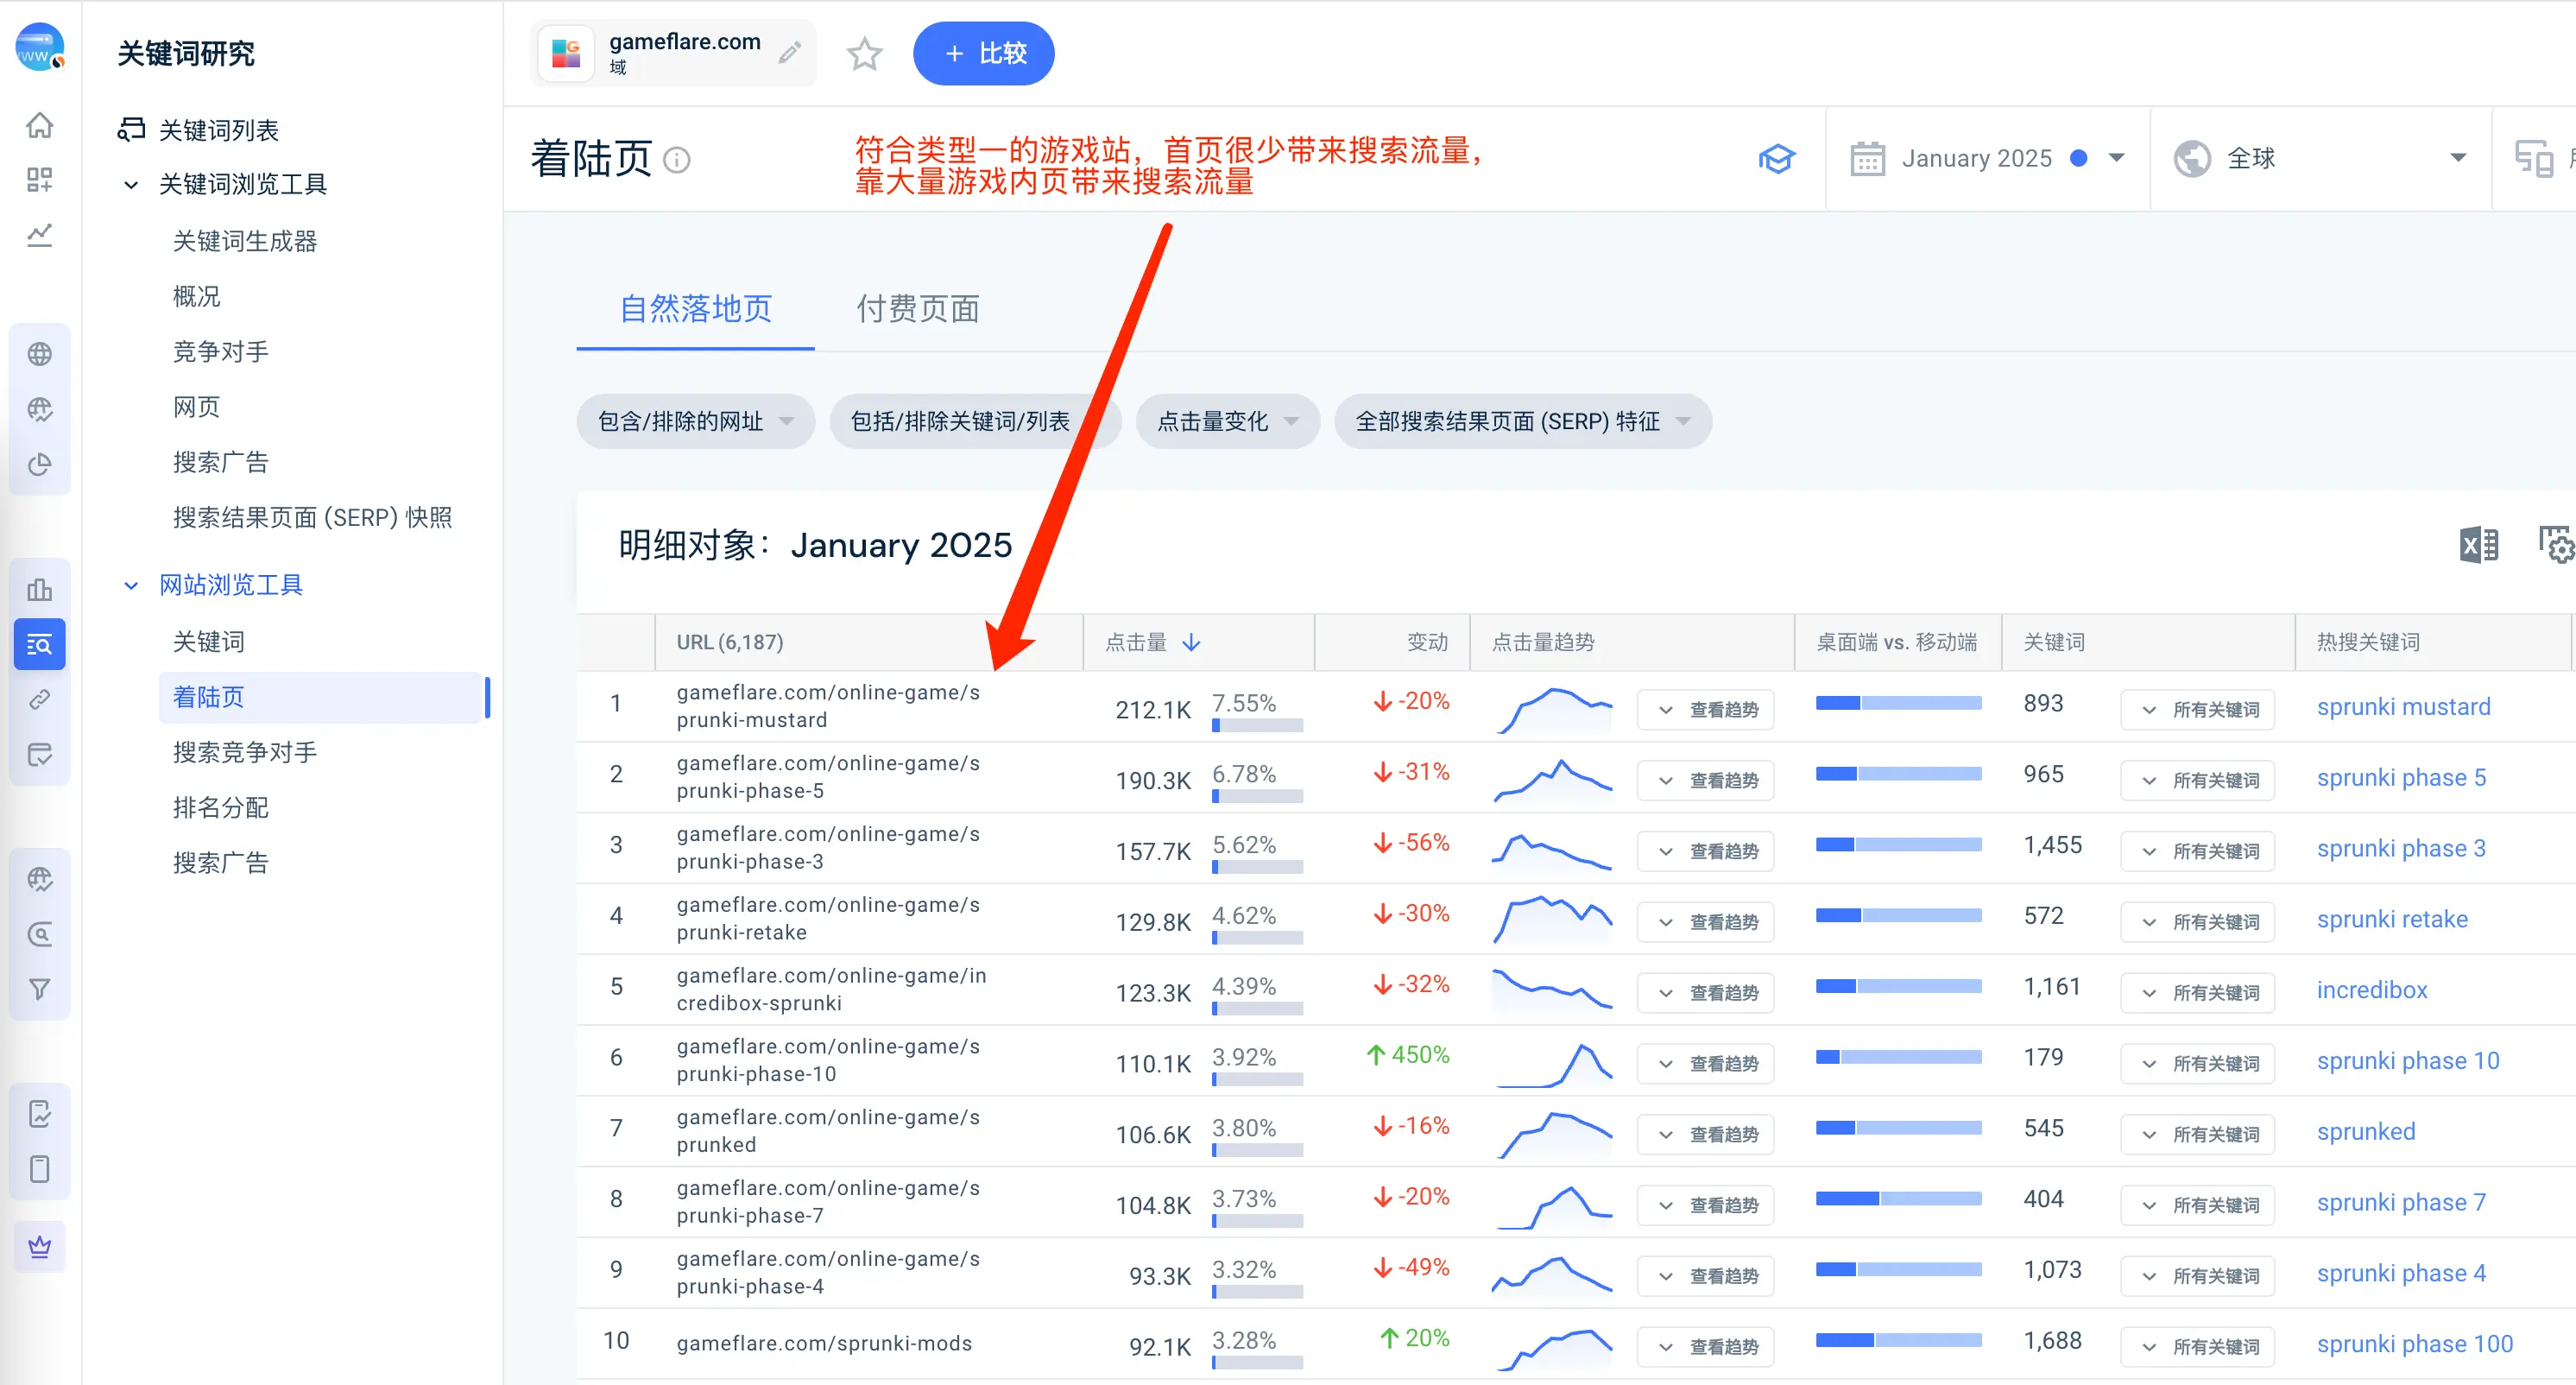 www
关键词研究
关键词列表
关键词浏览工具
关键词生成器
概况
竞争对手
网页
搜索广告
搜索结果页面 (SERP) 快照
网站浏览工具
关键词
着陆页
搜索竞争对手
排名分配
搜索广告
G
gameflare.com
域
+ 比较
着陆页
符合类型一的游戏站，首页很少带来搜索流量，
靠大量游戏内页带来搜索流量
January 2025
全球
自然落地页
付费页面
包含/排除的网址
包括/排除关键词/列表
点击量变化
全部搜索结果页面 (SERP) 特征
明细对象：January 2025
URL (6,187) 点击量 变动 点击量趋势 桌面端 vs. 移动端 关键词 热搜关键词
1 gameflare.com/online-game/s 212.1K 7.55% -20% 查看趋势 893 所有关键词 sprunki mustard
prunki-mustard
2 gameflare.com/online-game/s 190.3K 6.78% -31% 查看趋势 965 所有关键词 sprunki phase 5
prunki-phase-5
3 gameflare.com/online-game/s 157.7K 5.62% -56% 查看趋势 1,455 所有关键词 sprunki phase 3
prunki-phase-3
4 gameflare.com/online-game/s 129.8K 4.62% -30% 查看趋势 572 所有关键词 sprunki retake
prunki-retake
5 gameflare.com/online-game/in 123.3K 4.39% -32% 查看趋势 1,161 所有关键词 incredibox
credibox-sprunki
6 gameflare.com/online-game/s 110.1K 3.92% 450% 查看趋势 179 所有关键词 sprunki phase 10
prunki-phase-10
7 gameflare.com/online-game/s 106.6K 3.80% -16% 查看趋势 545 所有关键词 sprunked
prunked
8 gameflare.com/online-game/s 104.8K 3.73% -20% 查看趋势 404 所有关键词 sprunki phase 7
prunki-phase-7
9 gameflare.com/online-game/s 93.3K 3.32% -49% 查看趋势 1,073 所有关键词 sprunki phase 4
prunki-phase-4
10 gameflare.com/sprunki-mods 92.1K 3.28% 20% 查看趋势 1,688 所有关键词 sprunki phase 100